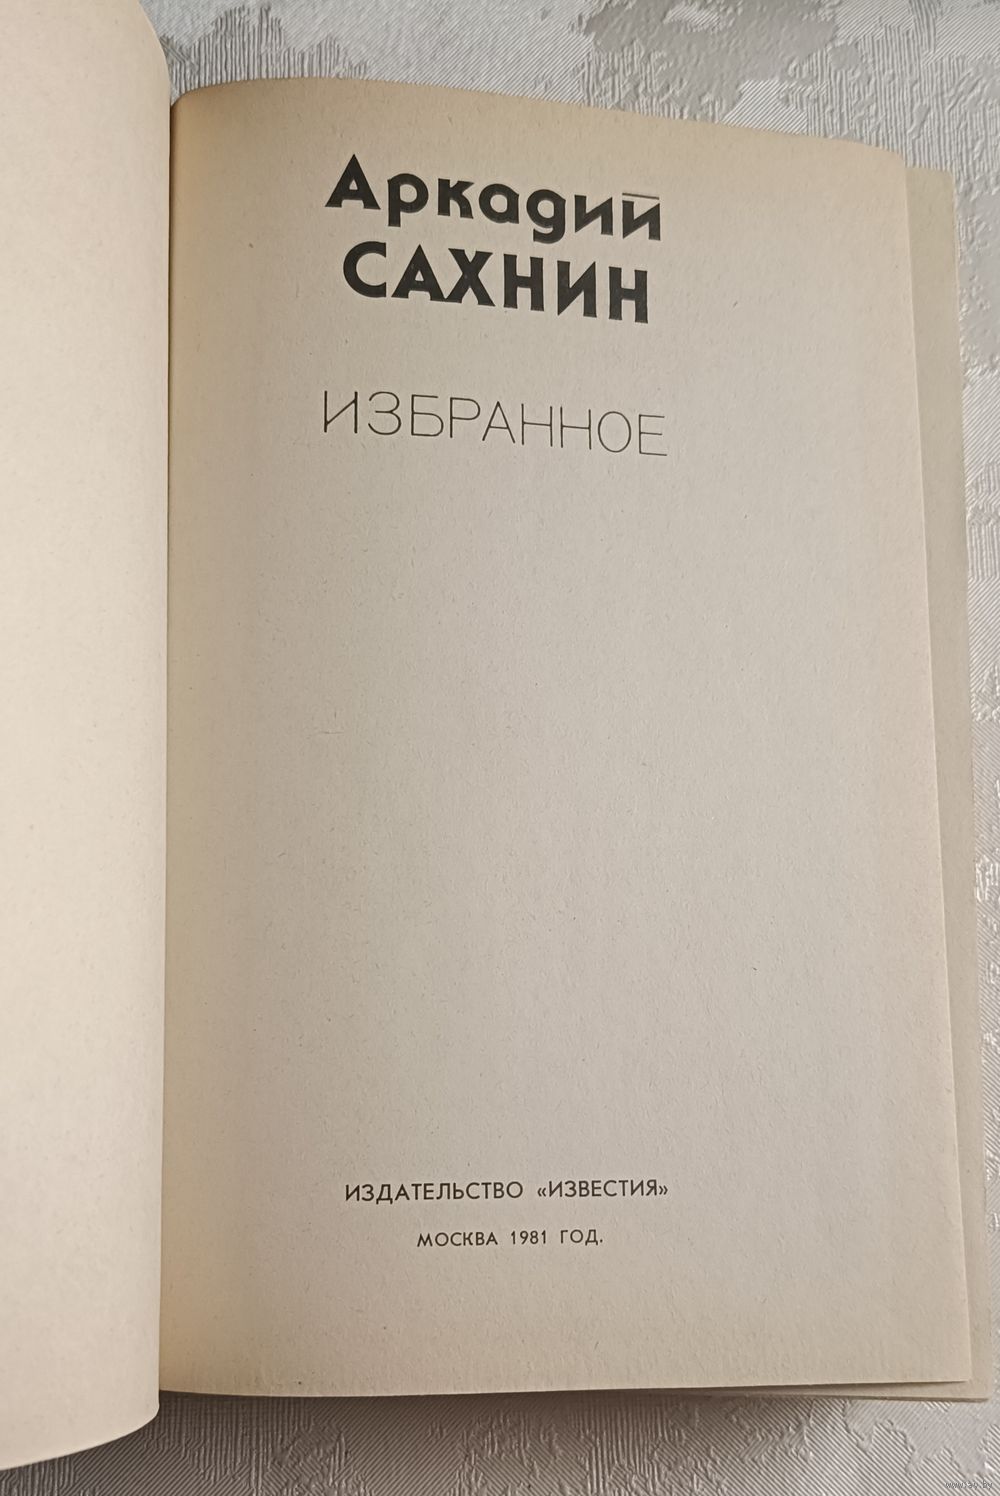 Аркадий
САХНИН
ИЗБРАННОЕ
ИЗДАТЕЛЬСТВО «ИЗВЕСТИЯ»
МОСКВА 1981 ГОД.